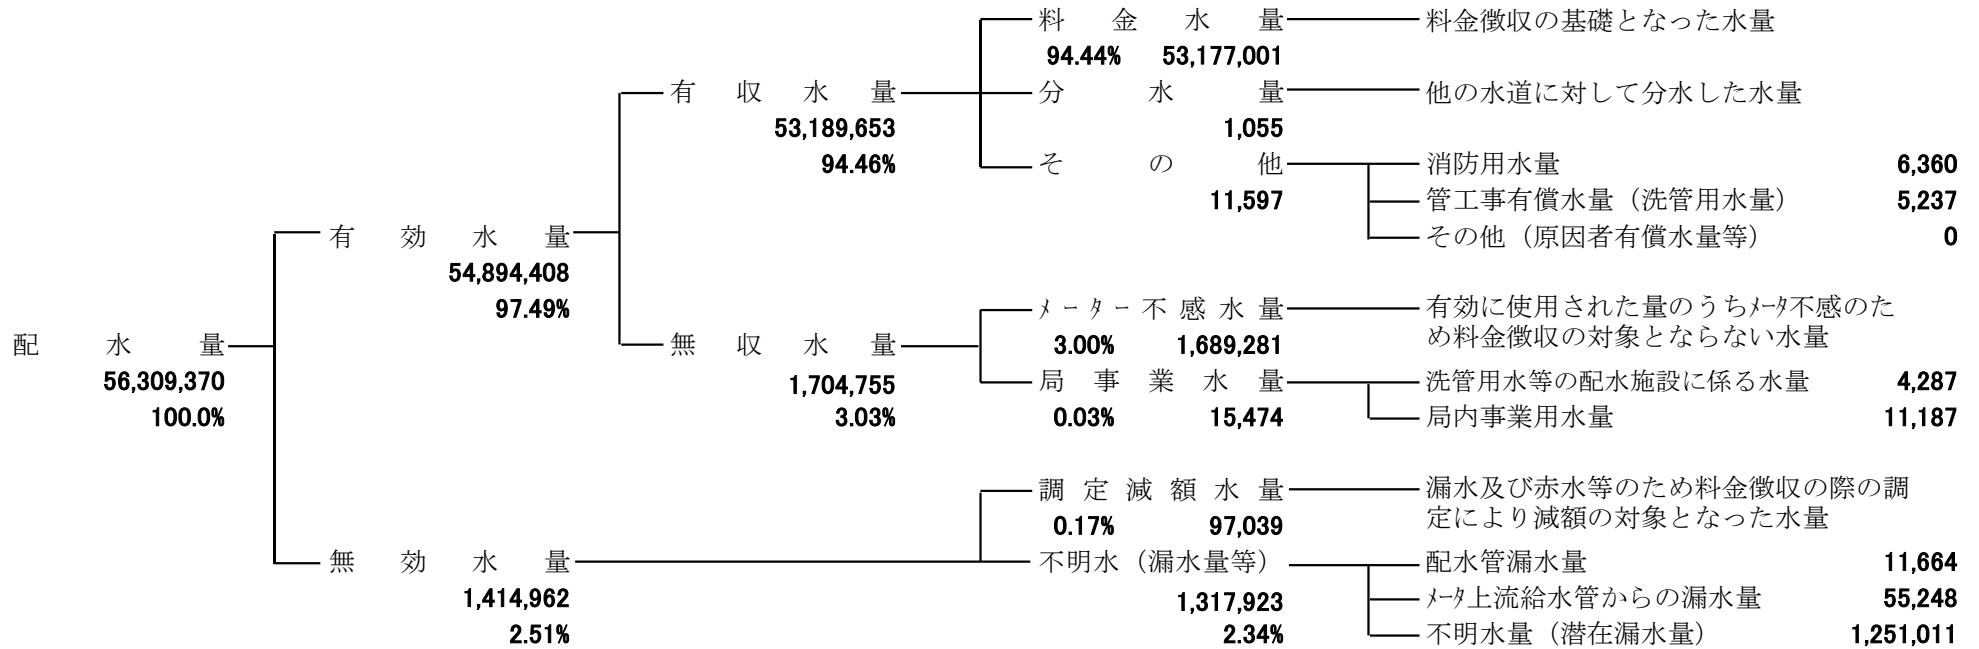 料金水量
料金徴収の基礎となった水量
94.44% 53,177,001
有収水量
分水量
他の水道に対して分水した水量
53,189,653
1,055
94.46%
その他
消防用水量 6,360
11,597
管工事有償水量（洗管用水量） 5,237
有効水量
その他（原因者有償水量等） 0
54,894,408
97.49%
メーター不感水量
有効に使用された量のうちﾒｰﾀ不感のた
め料金徴収の対象とならない水量
配水量
無収水量
3.00% 1,689,281
56,309,370
1,704,755
局事業水量
洗管用水等の配水施設に係る水量 4,287
100.0%
3.03%
0.03% 15,474
局内事業用水量 11,187
調定減額水量
漏水及び赤水等のため料金徴収の際の調
定により減額の対象となった水量
0.17% 97,039
無効水量
不明水（漏水量等）
配水管漏水量 11,664
1,414,962
1,317,923
ﾒｰﾀ上流給水管からの漏水量 55,248
2.51%
2.34%
不明水量（潜在漏水量） 1,251,011